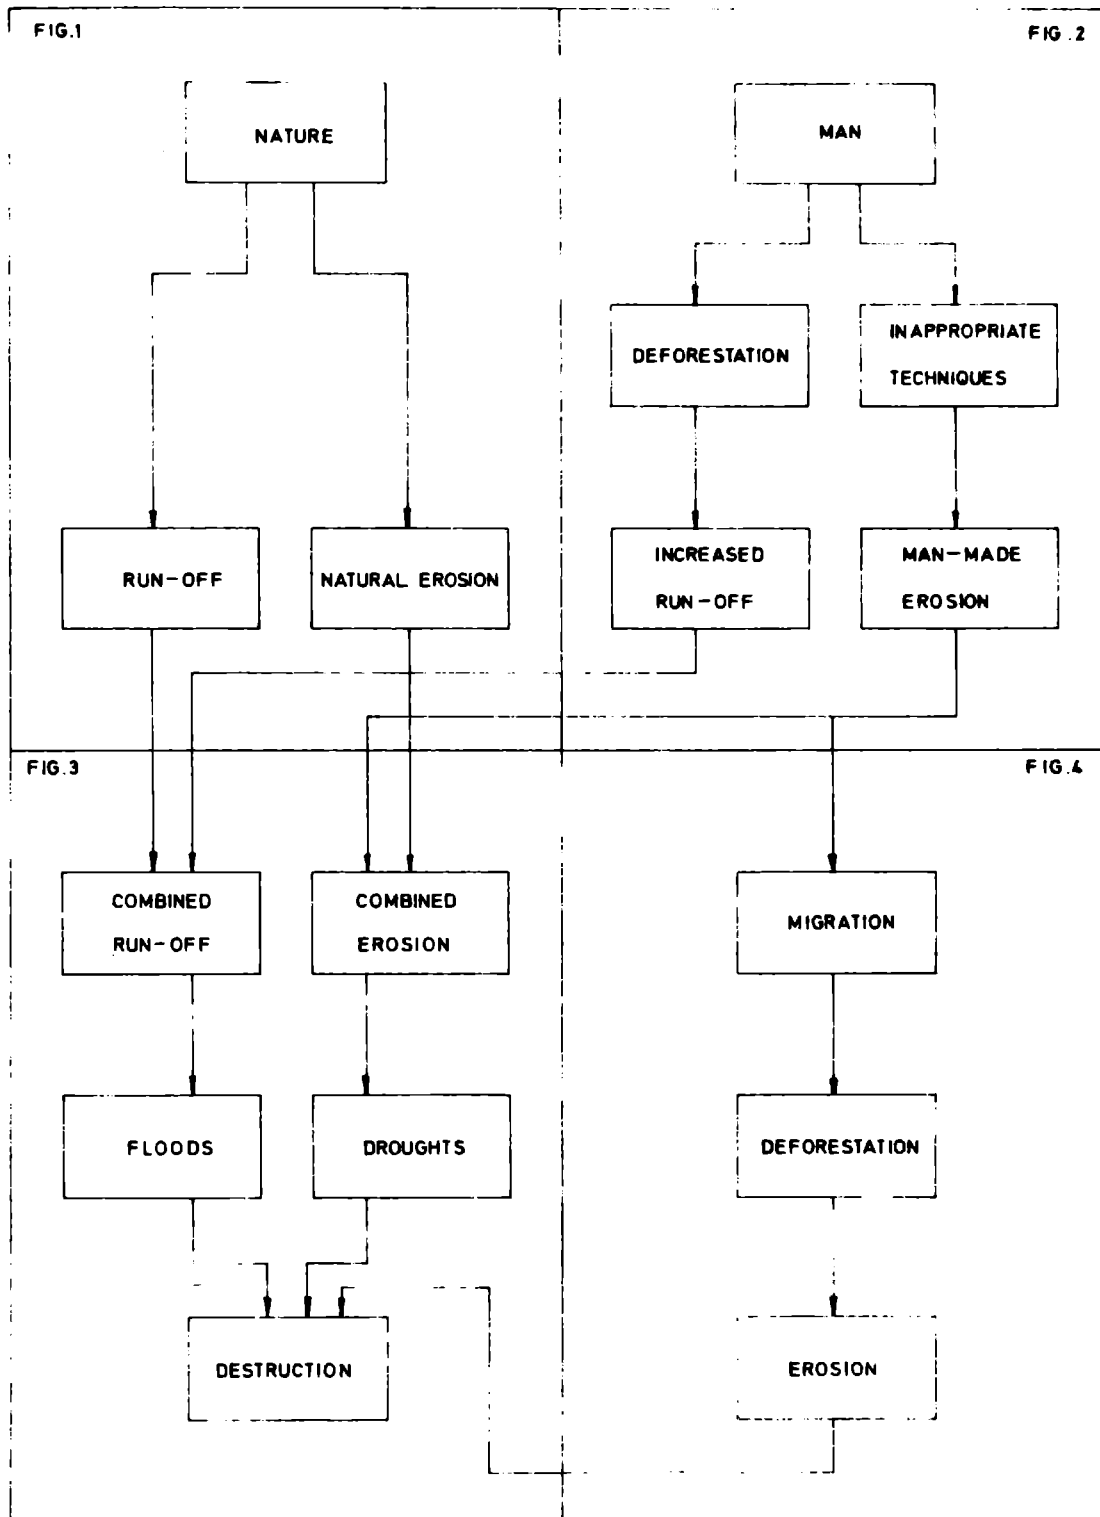 FIG.1
NATURE
RUN-OFF
NATURAL EROSION
FIG.2
MAN
DEFORESTATION
INAPPROPRIATE
TECHNIQUES
INCREASED
RUN-OFF
MAN-MADE
EROSION
FIG.3
COMBINED
RUN-OFF
COMBINED
EROSION
FLOODS
DROUGHTS
DESTRUCTION
FIG.4
MIGRATION
DEFORESTATION
EROSION